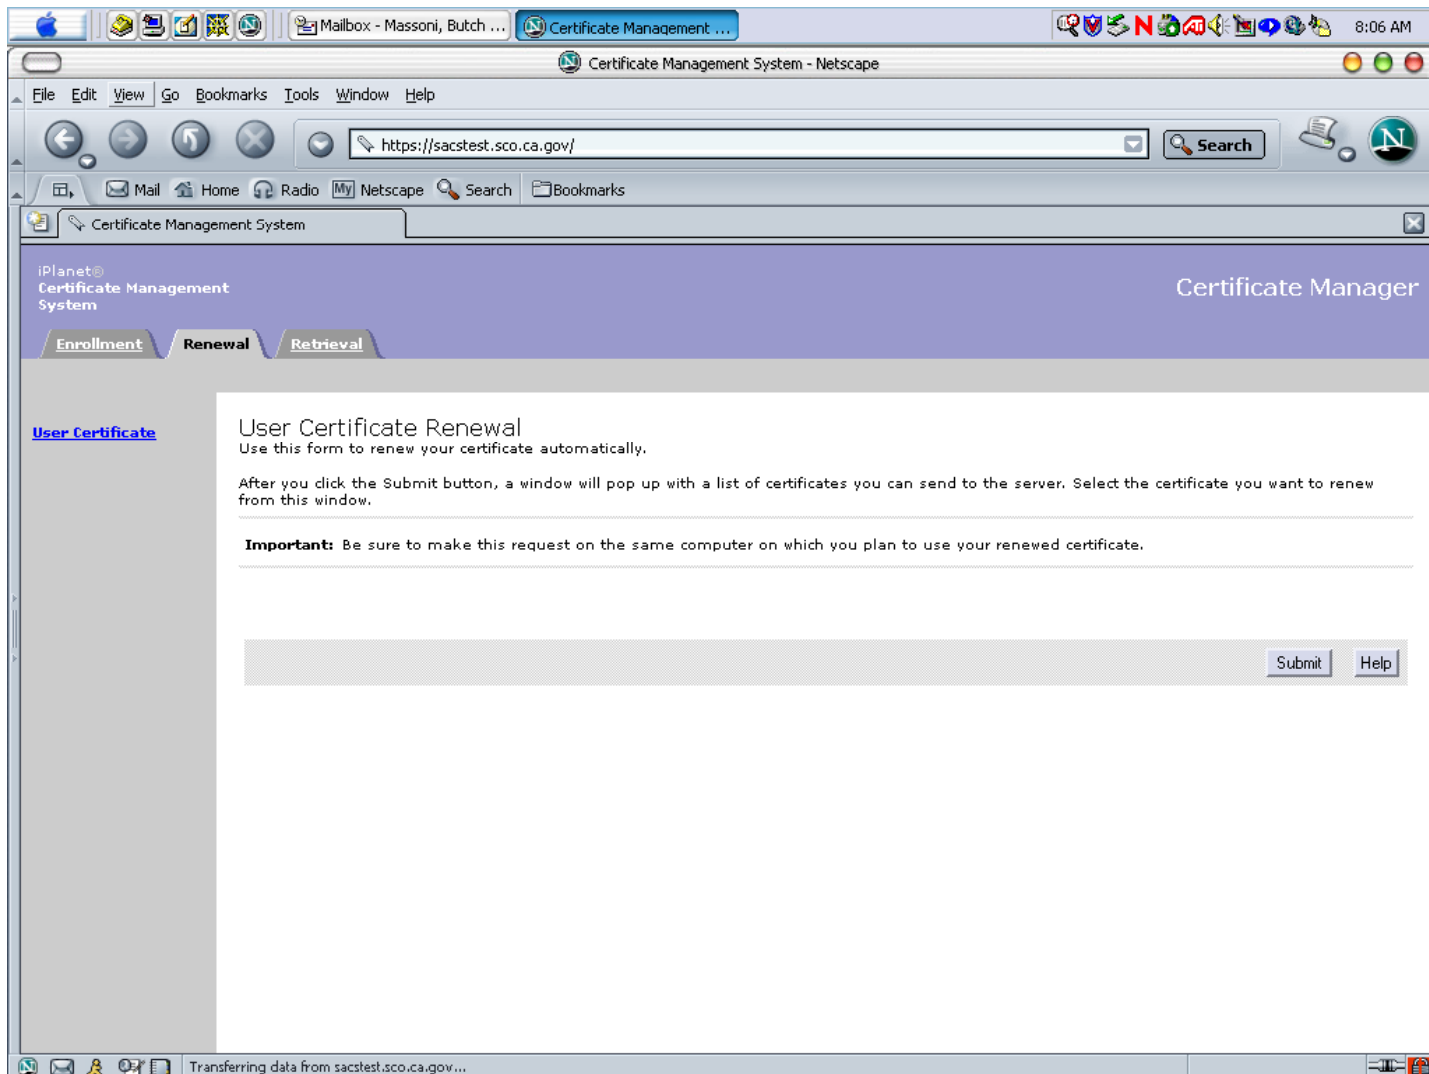 Mailbox - Massoni, Butch ...
Certificate Management ...
8:06 AM
Certificate Management System - Netscape
File Edit View Go Bookmarks Tools Window Help
https://sacstest.sco.ca.gov/
Search
Mail Home Radio My Netscape Search Bookmarks
Certificate Management System
iPlanet®
Certificate Management
System
Certificate Manager
Enrollment Renewal Retrieval
User Certificate
User Certificate Renewal
Use this form to renew your certificate automatically.
After you click the Submit button, a window will pop up with a list of certificates you can send to the server. Select the certificate you want to renew
from this window.
Important: Be sure to make this request on the same computer on which you plan to use your renewed certificate.
Submit Help
Transferring data from sacstest.sco.ca.gov...